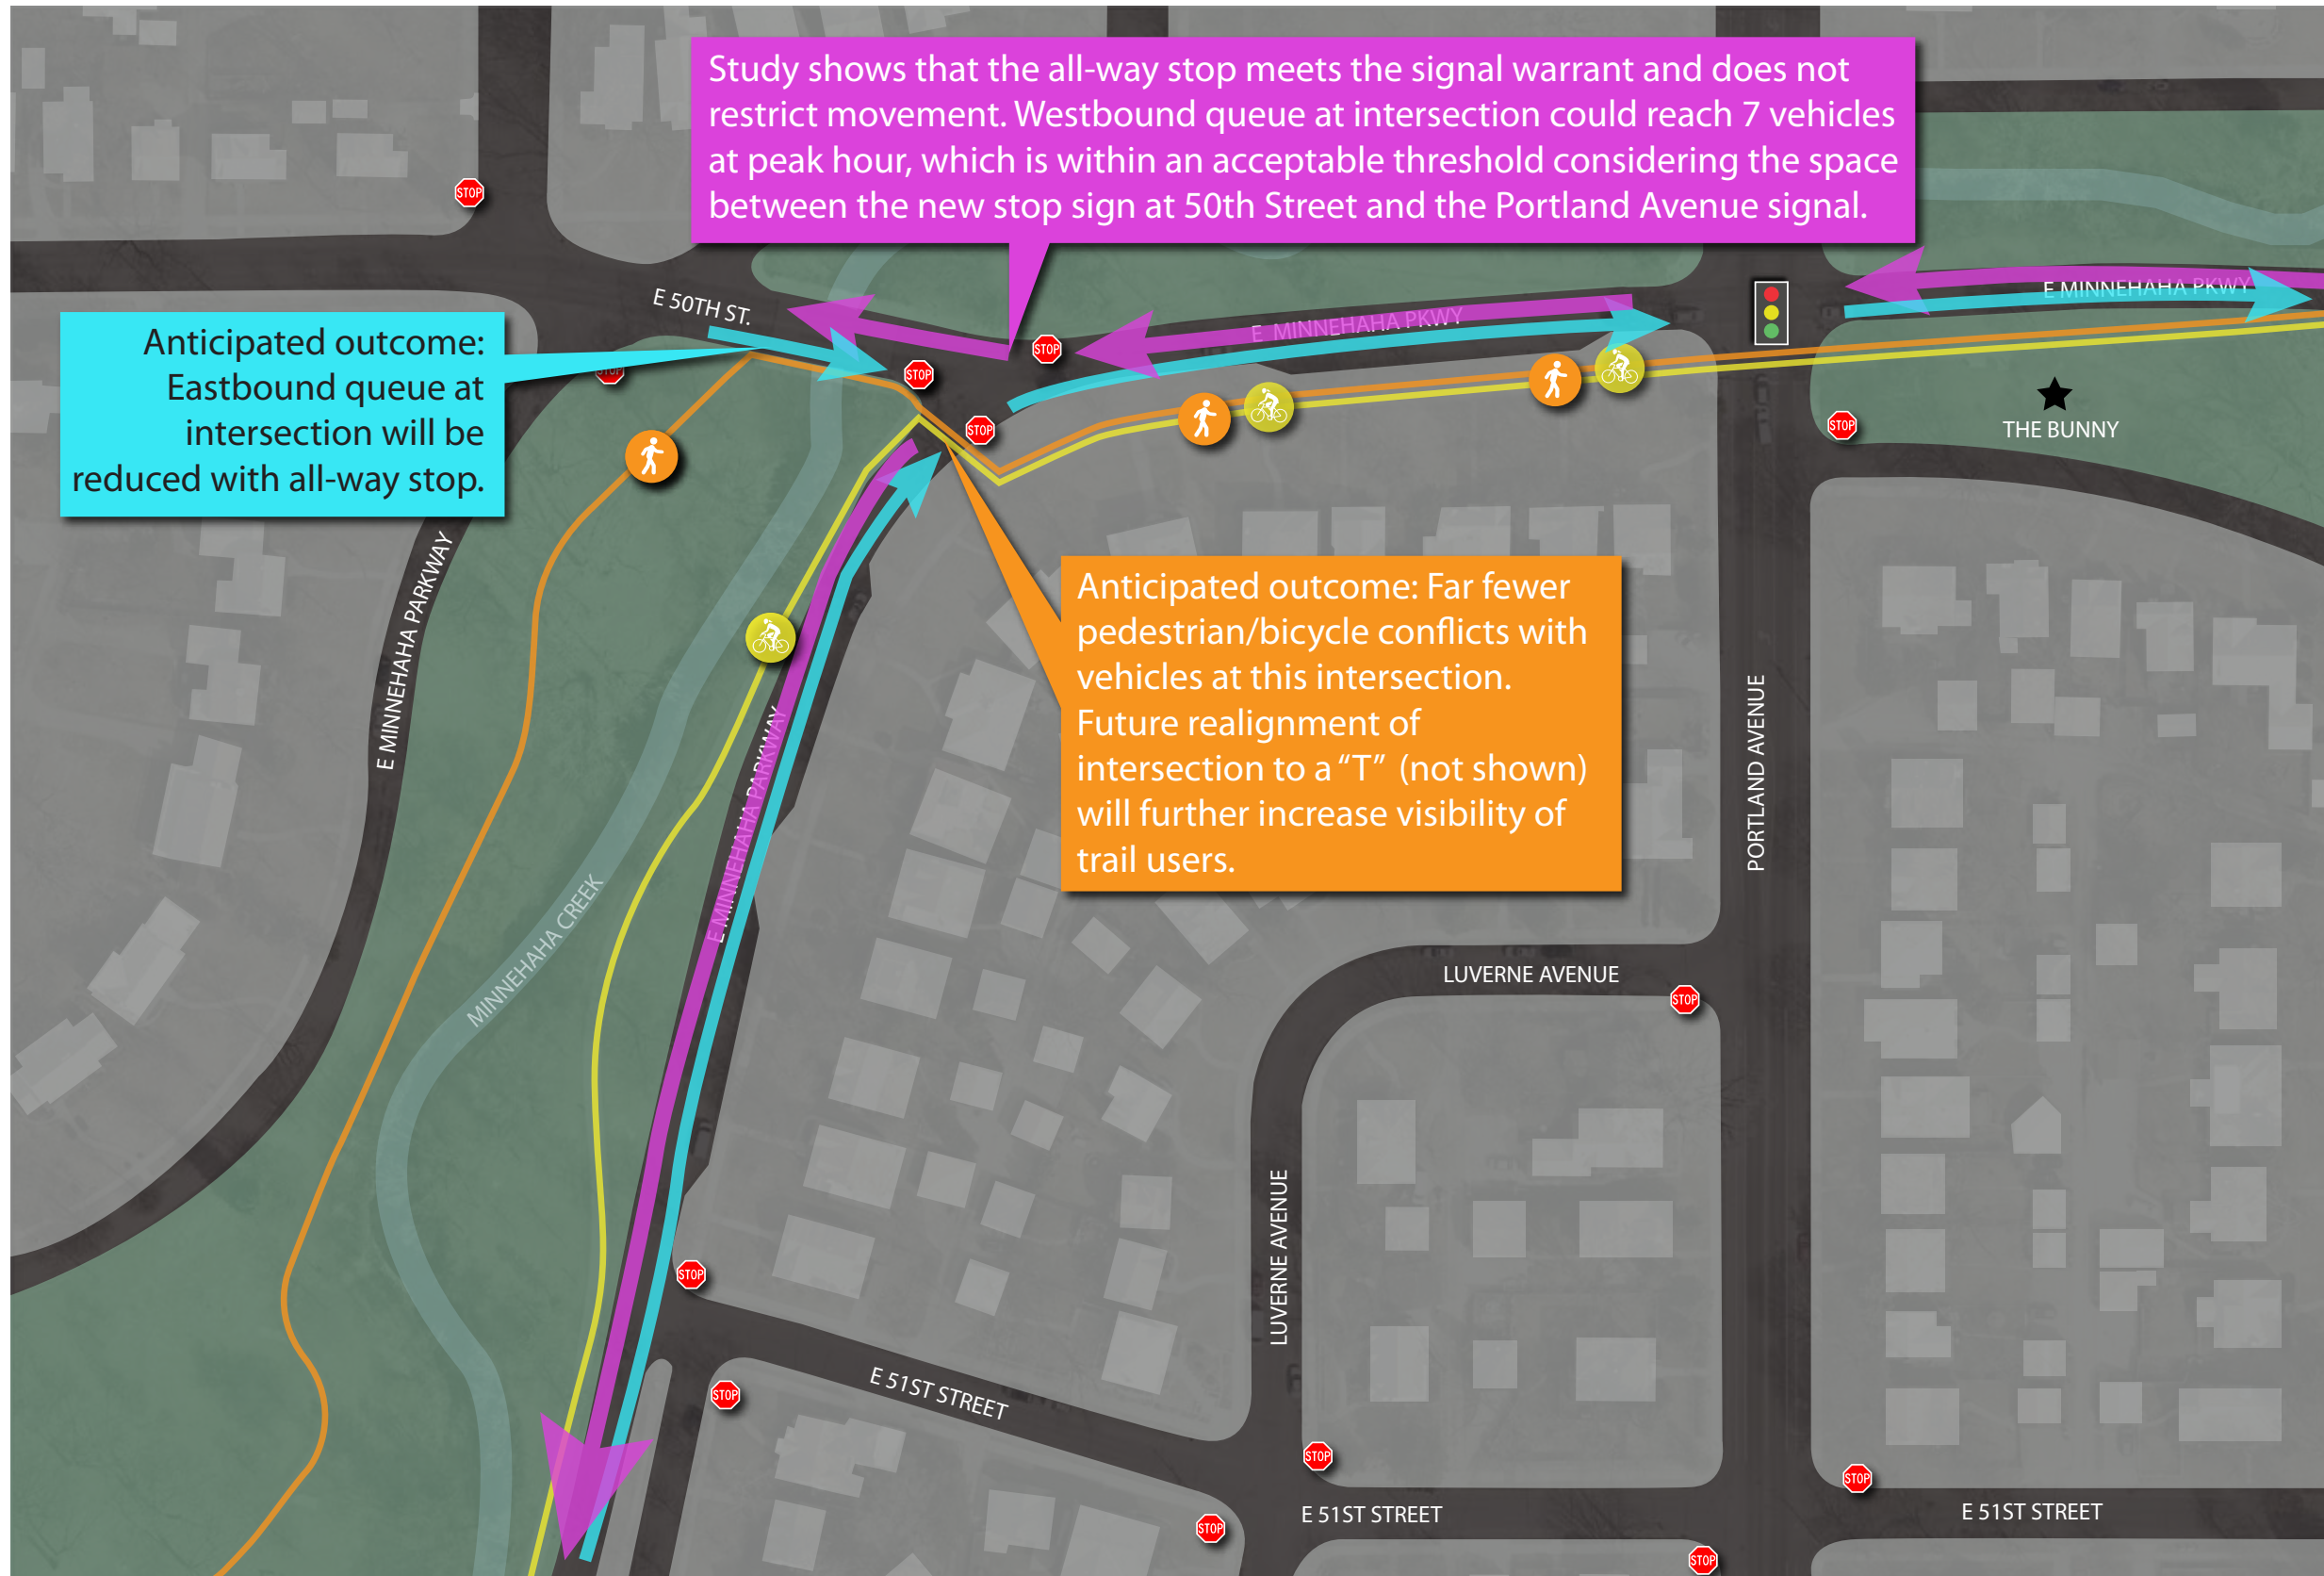 Study shows that the all-way stop meets the signal warrant and does not
restrict movement. Westbound queue at intersection could reach 7 vehicles
at peak hour, which is within an acceptable threshold considering the space
between the new stop sign at 50th Street and the Portland Avenue signal.
STOP
E 50TH ST.
E MINNEHAHA PKWY
E MINNEHAHA PKWY
Anticipated outcome:
Eastbound queue at
intersection will be
reduced with all-way stop.
STOP
STOP
STOP
STOP
STOP
THE BUNNY
E MINNEHAHA PARKWAY
Anticipated outcome: Far fewer
pedestrian/bicycle conflicts with
vehicles at this intersection.
Future realignment of
intersection to a “T” (not shown)
will further increase visibility of
trail users.
E MINNEHAHA PARKWAY
PORTLAND AVENUE
MINNEHAHA CREEK
LUVERNE AVENUE
STOP
LUVERNE AVENUE
STOP
E 51ST STREET
STOP
STOP
STOP
E 51ST STREET
E 51ST STREET
STOP
STOP